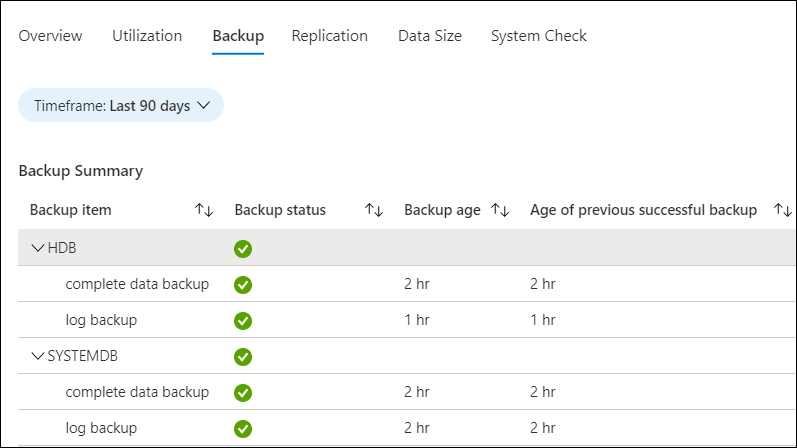 Overview Utilization Backup Replication Data Size System Check
Timeframe: Last 90 days
Backup Summary
Backup item Backup status Backup age Age of previous successful backup
HDB
complete data backup 2 hr 2 hr
log backup 1 hr 1 hr
SYSTEMDB
complete data backup 2 hr 2 hr
log backup 2 hr 2 hr